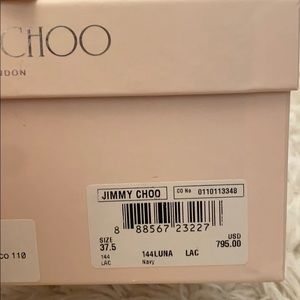 CHOO
NDON
JIMMY CHOO
CO No 0110113348
8 88567 23227
SIZE
37.5
USD
795.00
144 144LUNA LAC
LAC Navy
co 110